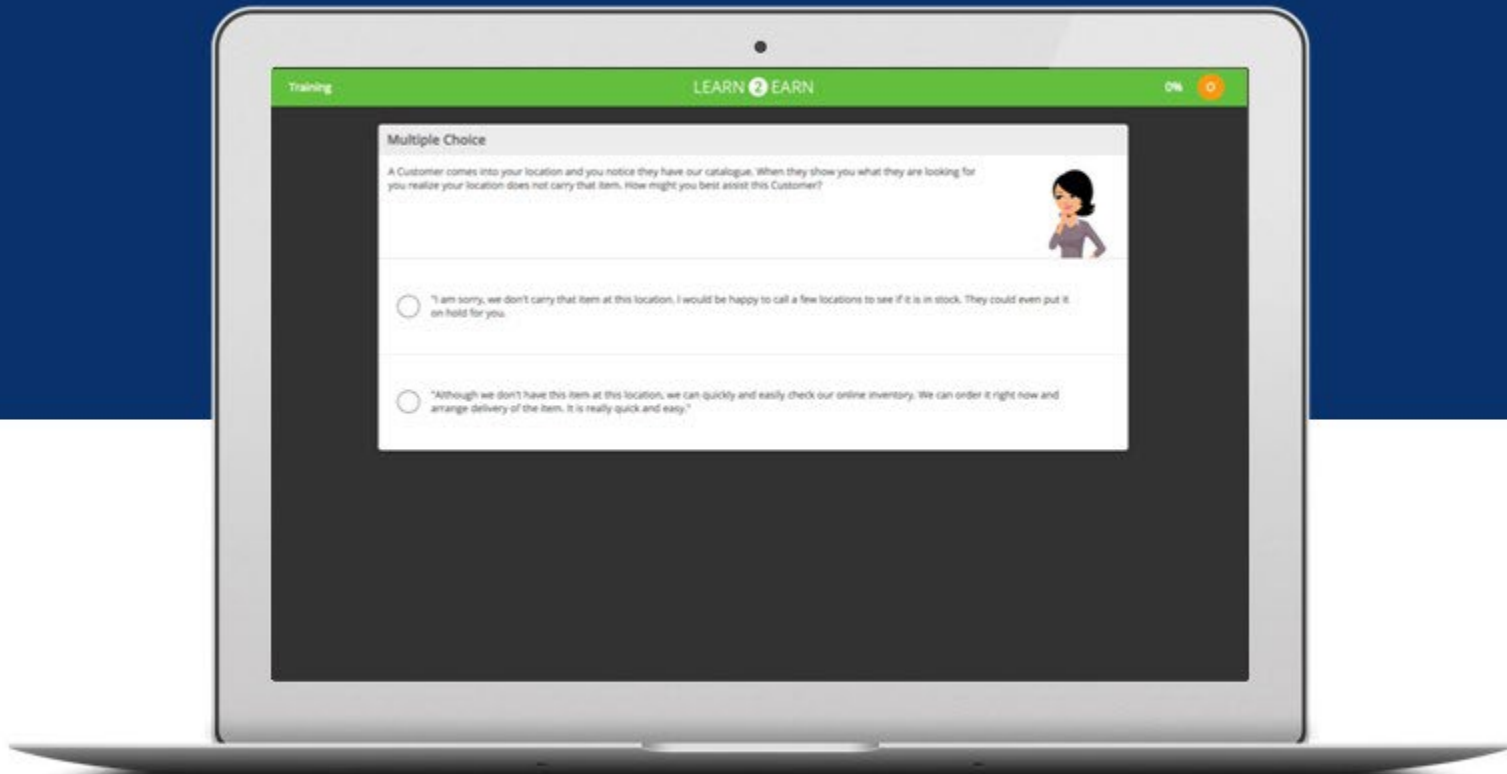 Training
LEARN 2 EARN
0%
0
Multiple Choice
A Customer comes into your location and you notice they have our catalogue. When they show you what they are looking for
you realize your location does not carry that item. How might you best assist this Customer?
"I am sorry, we don't carry that item at this location. I would be happy to call a few locations to see if it is in stock. They could even put it
on hold for you.
"Although we don't have this item at this location, we can quickly and easily check our online inventory. We can order it right now and
arrange delivery of the item. It is really quick and easy."